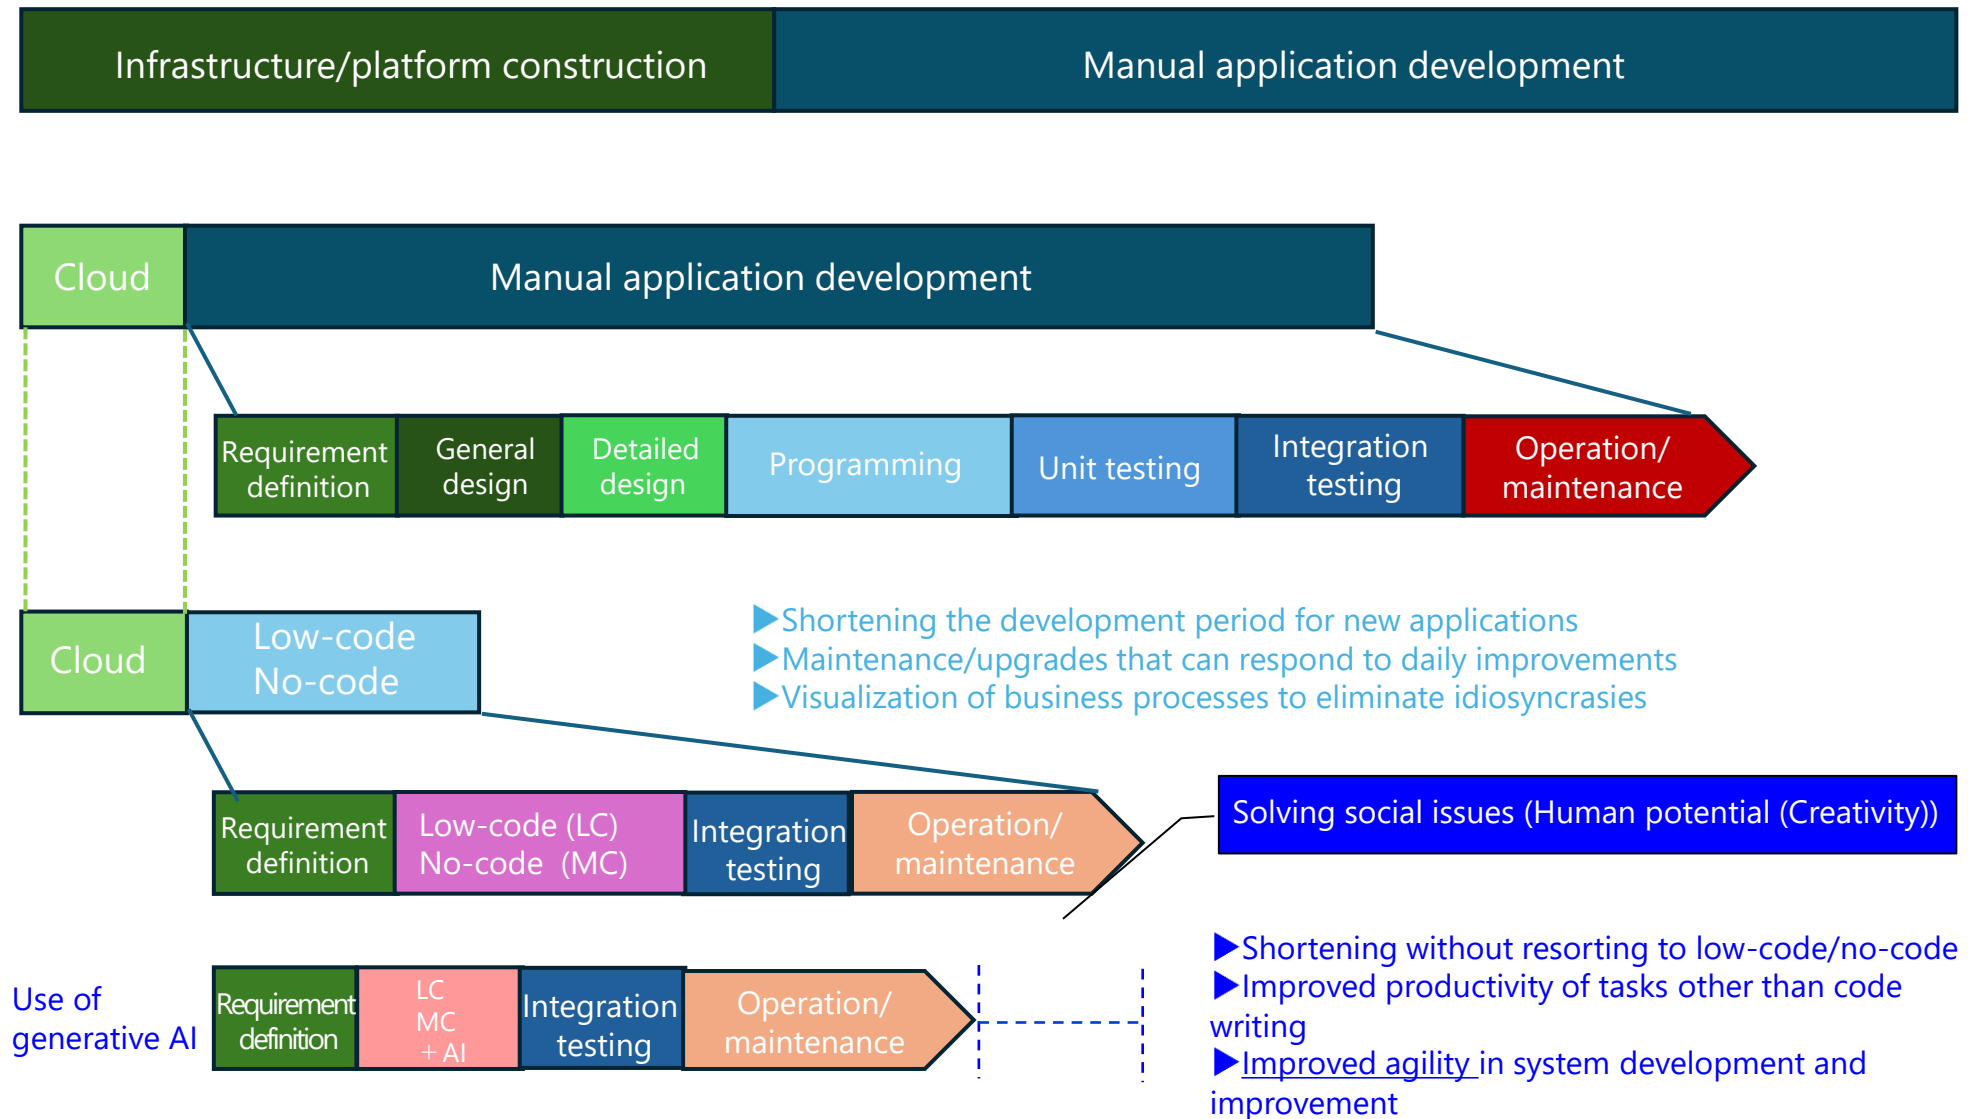 Infrastructure/platform construction
Manual application development
Cloud
Manual application development
Requirement
definition
General
design
Detailed
design
Programming
Unit testing
Integration
testing
Operation/
maintenance
Cloud
Low-code
No-code
▶Shortening the development period for new applications
▶Maintenance/upgrades that can respond to daily improvements
▶Visualization of business processes to eliminate idiosyncrasies
Requirement
definition
Low-code (LC)
No-code (MC)
Integration
testing
Operation/
maintenance
Solving social issues (Human potential (Creativity))
Use of
generative AI
Requirement
definition
LC
MC
＋AI
Integration
testing
Operation/
maintenance
▶Shortening without resorting to low-code/no-code
▶Improved productivity of tasks other than code
writing
▶Improved agility in system development and
improvement